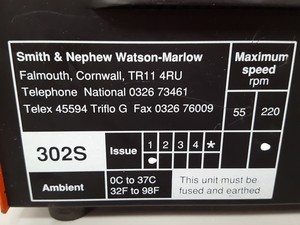 Smith & Nephew Watson-Marlow
Falmouth, Cornwall, TR11 4RU
Telephone National 0326 73461
Telex 45594 Triflo G Fax 0326 76009
Maximum
speed
rpm
55 220
302S
Issue 1 2 3 4 *
Ambient
0C to 37C
32F to 98F
This unit must be
fused and earthed